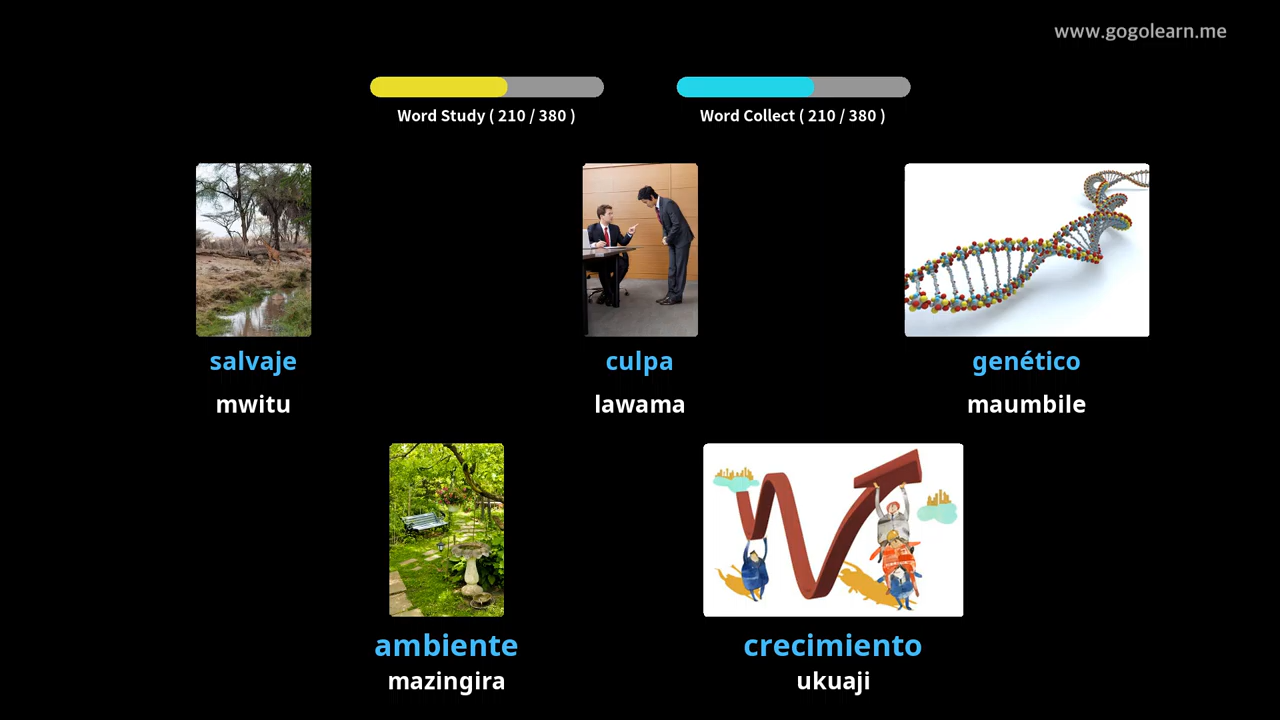 www.gogolearn.me
Word Study ( 210 / 380 )
Word Collect ( 210 / 380 )
salvaje
culpa
genético
mwitu
lawama
maumbile
ambiente
crecimiento
mazingira
ukuaji